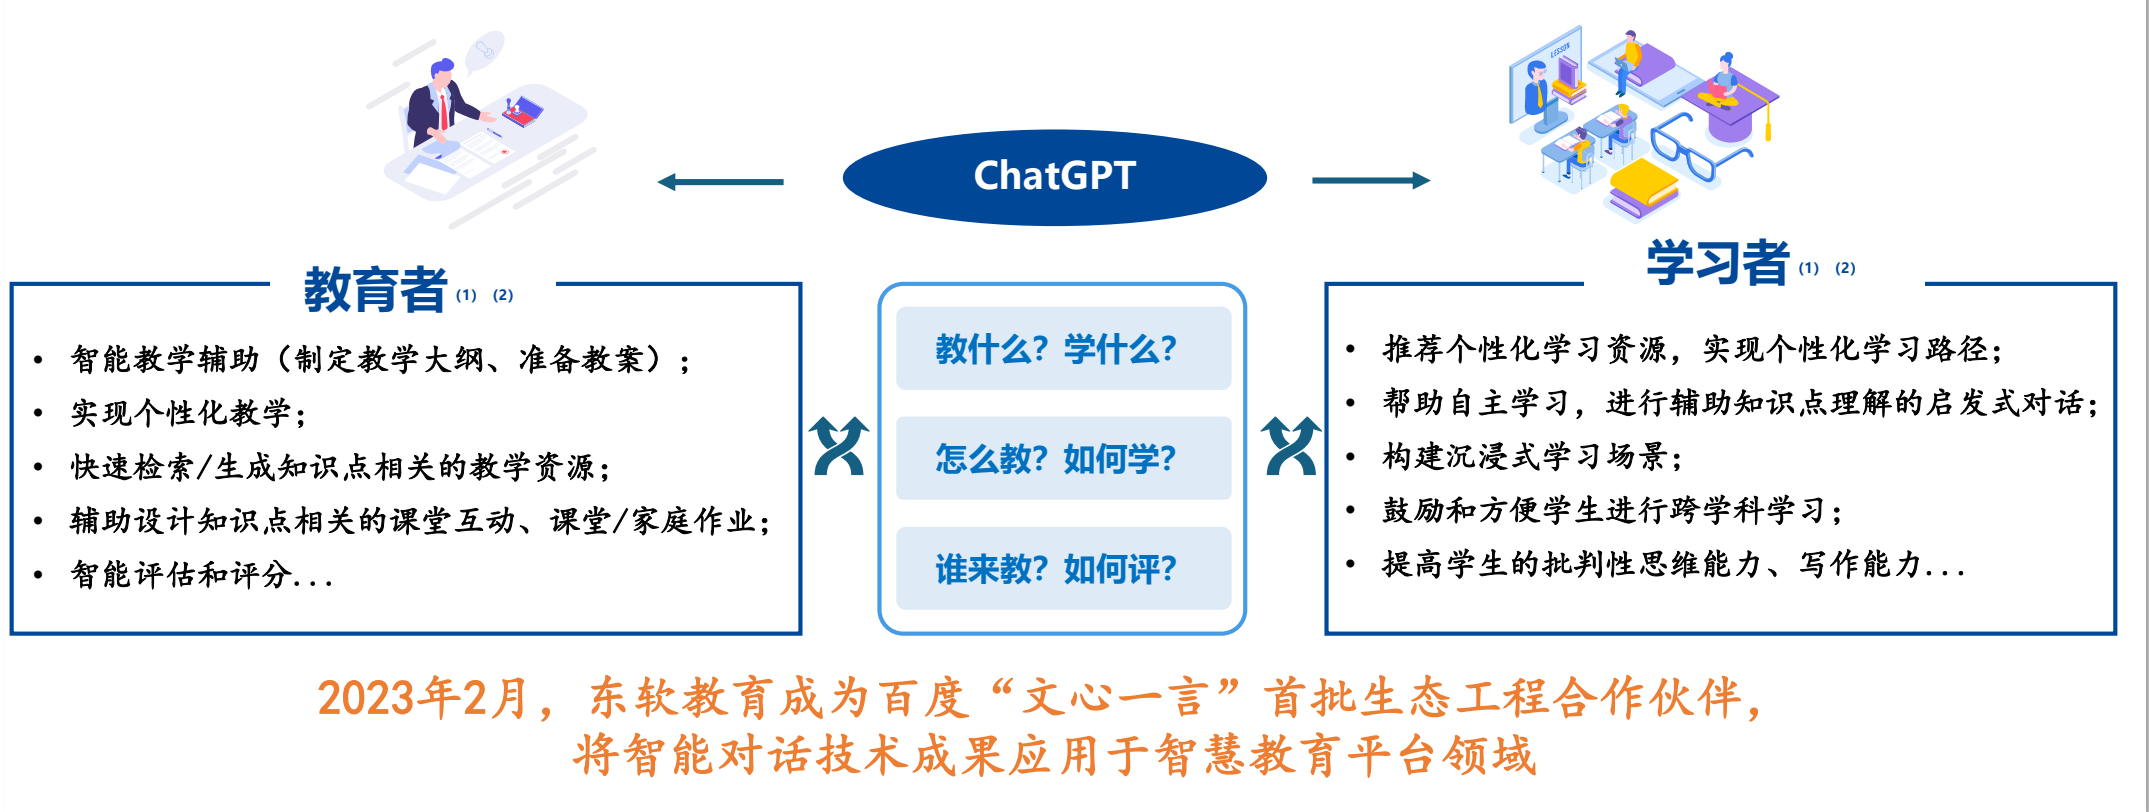 LESSON
ChatGPT
教育者 (1) (2)
• 智能教学辅助（制定教学大纲、准备教案）；
• 实现个性化教学；
• 快速检索/生成知识点相关的教学资源；
• 辅助设计知识点相关的课堂互动、课堂/家庭作业；
• 智能评估和评分...
教什么？学什么？
怎么教？如何学？
谁来教？如何评？
学习者 (1) (2)
• 推荐个性化学习资源，实现个性化学习路径；
• 帮助自主学习，进行辅助知识点理解的启发式对话；
• 构建沉浸式学习场景；
• 鼓励和方便学生进行跨学科学习；
• 提高学生的批判性思维能力、写作能力...
2023年2月，东软教育成为百度“文心一言”首批生态工程合作伙伴，
将智能对话技术成果应用于智慧教育平台领域